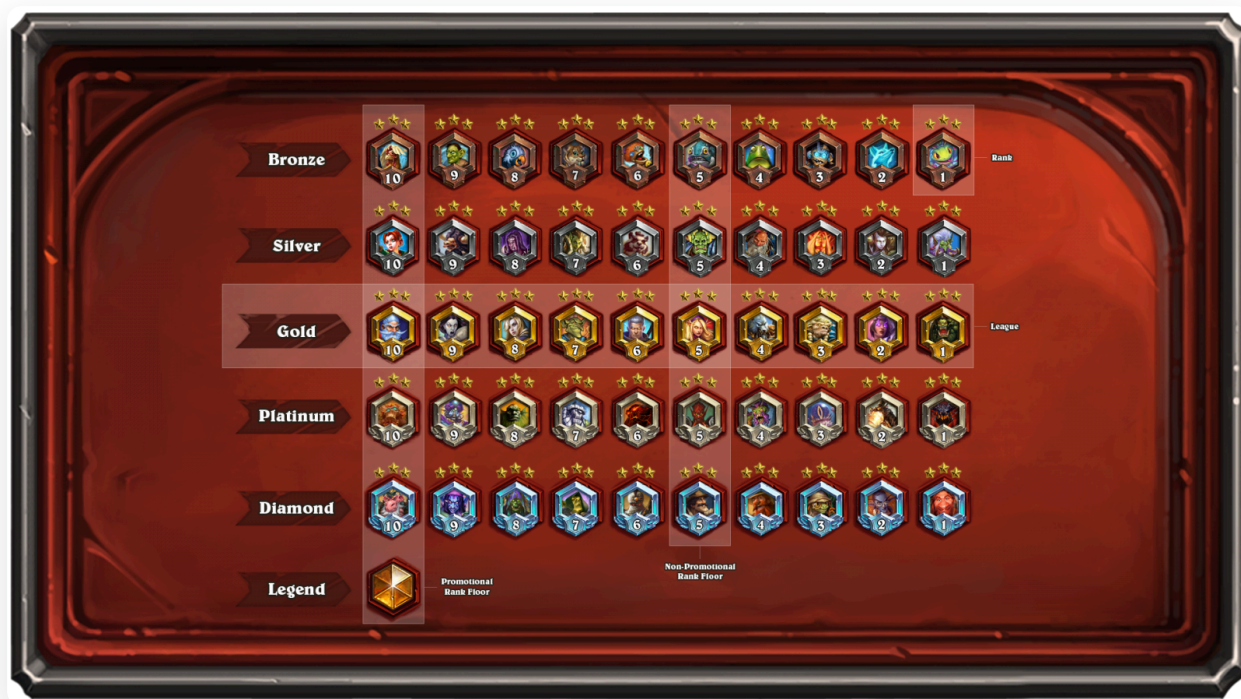 Bronze
10 9 8 7 6 5 4 3 2 1
Rank
Silver
10 9 8 7 6 5 4 3 2 1
Gold
10 9 8 7 6 5 4 3 2 1
League
Platinum
10 9 8 7 6 5 4 3 2 1
Diamond
10 9 8 7 6 5 4 3 2 1
Non-Promotional
Rank Floor
Legend
Promotional
Rank Floor